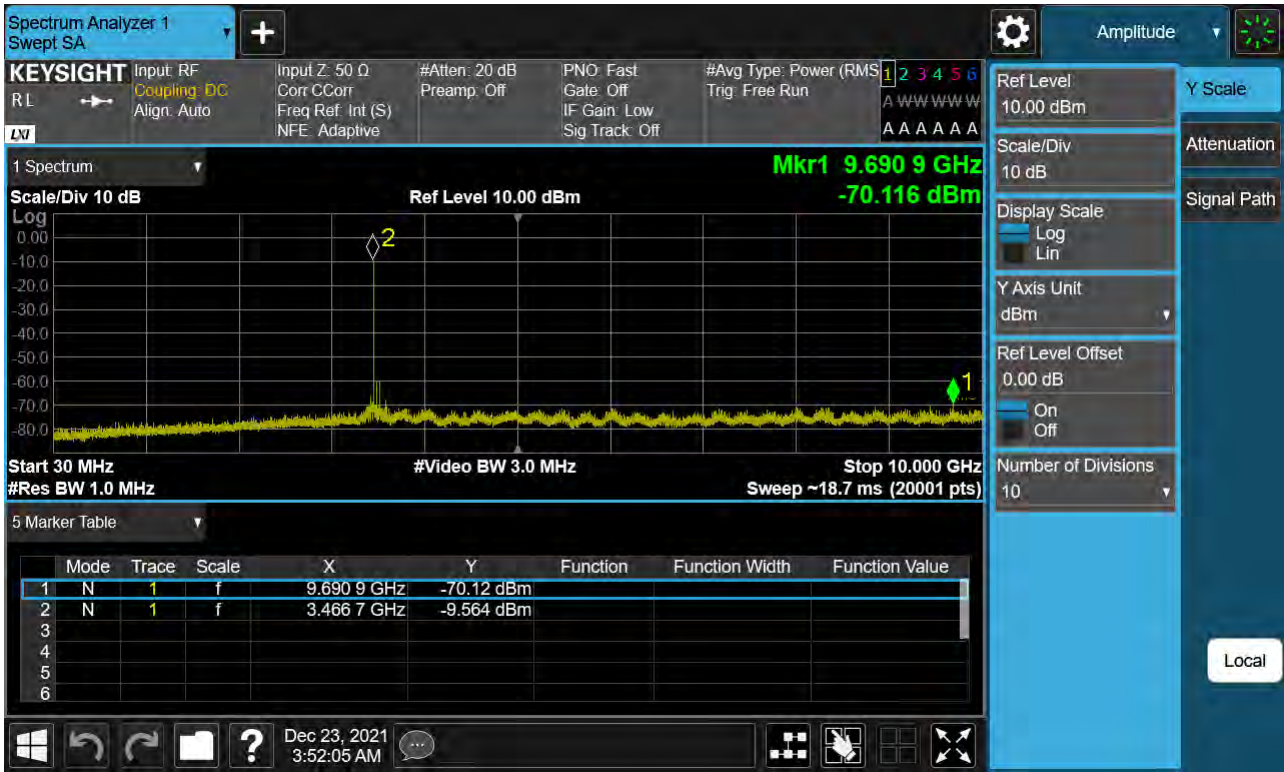 Spectrum Analyzer 1
Swept SA
+
Amplitude
KEYSIGHT
RL
LXI
Input: RF
Coupling: DC
Align: Auto
Input Z: 50 Ω
Corr CCorr
Freq Ref: Int (S)
NFE: Adaptive
#Atten: 20 dB
Preamp: Off
PNO: Fast
Gate: Off
IF Gain: Low
Sig Track: Off
#Avg Type: Power (RMS
Trig: Free Run
1 2 3 4 5 6
A W W W W W
A A A A A A
1 Spectrum
Mkr1 9.690 9 GHz
-70.116 dBm
Scale/Div 10 dB
Ref Level 10.00 dBm
Log
0.00
-10.0
-20.0
-30.0
-40.0
-50.0
-60.0
-70.0
-80.0
2
1
Start 30 MHz
#Video BW 3.0 MHz
Stop 10.000 GHz
#Res BW 1.0 MHz
Sweep ~18.7 ms (20001 pts)
5 Marker Table
Mode Trace Scale X Y Function Function Width Function Value
1 N 1 f 9.690 9 GHz -70.12 dBm
2 N 1 f 3.466 7 GHz -9.564 dBm
3
4
5
6
Ref Level
10.00 dBm
Scale/Div
10 dB
Display Scale
Log
Lin
Y Axis Unit
dBm
Ref Level Offset
0.00 dB
On
Off
Number of Divisions
10
Y Scale
Attenuation
Signal Path
Local
?
Dec 23, 2021
3:52:05 AM